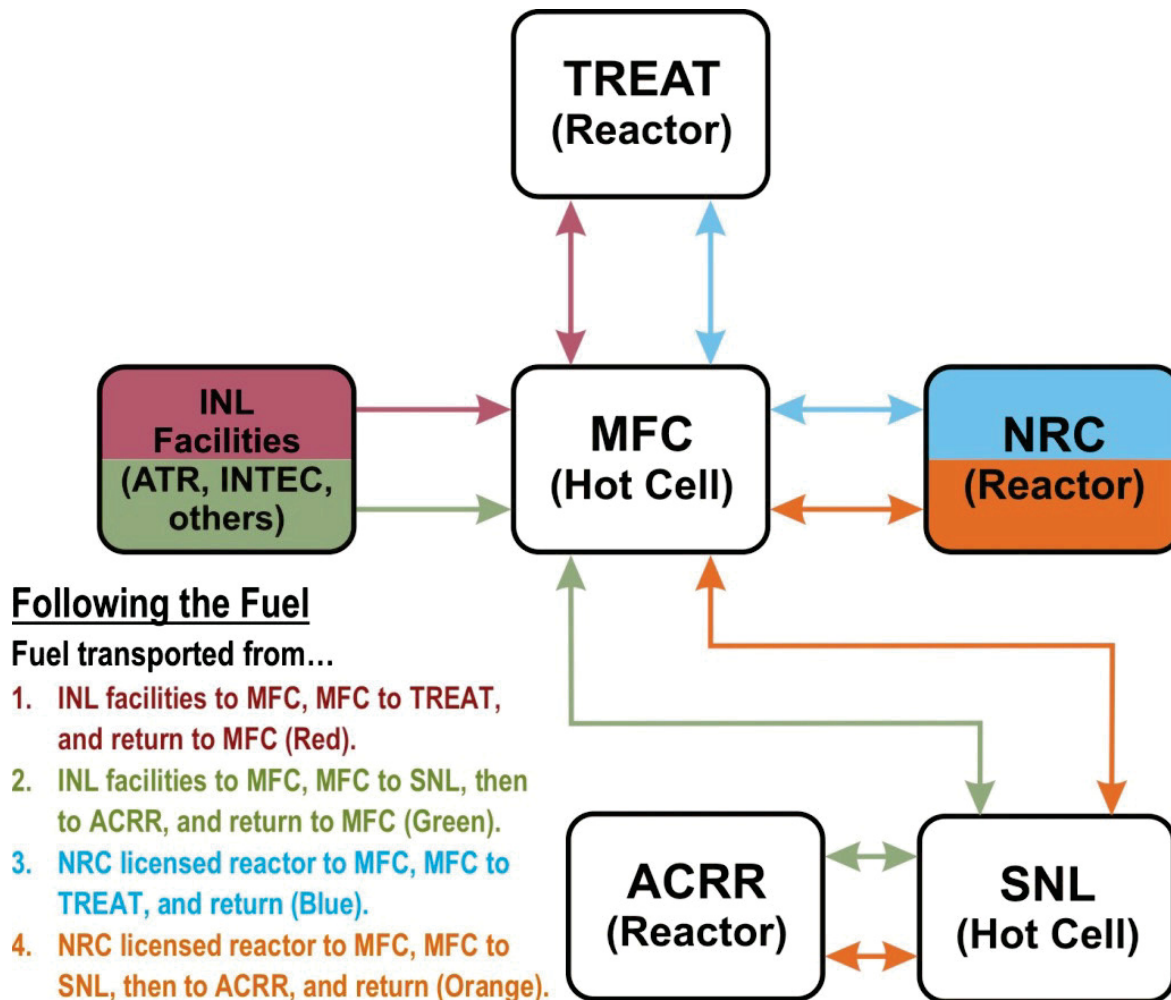 TREAT
(Reactor)
INL
Facilities
(ATR, INTEC,
others)
MFC
(Hot Cell)
NRC
(Reactor)
Following the Fuel
Fuel transported from…
1. INL facilities to MFC, MFC to TREAT,
and return to MFC (Red).
2. INL facilities to MFC, MFC to SNL, then
to ACRR, and return to MFC (Green).
3. NRC licensed reactor to MFC, MFC to
TREAT, and return (Blue).
4. NRC licensed reactor to MFC, MFC to
SNL, then to ACRR, and return (Orange).
ACRR
(Reactor)
SNL
(Hot Cell)